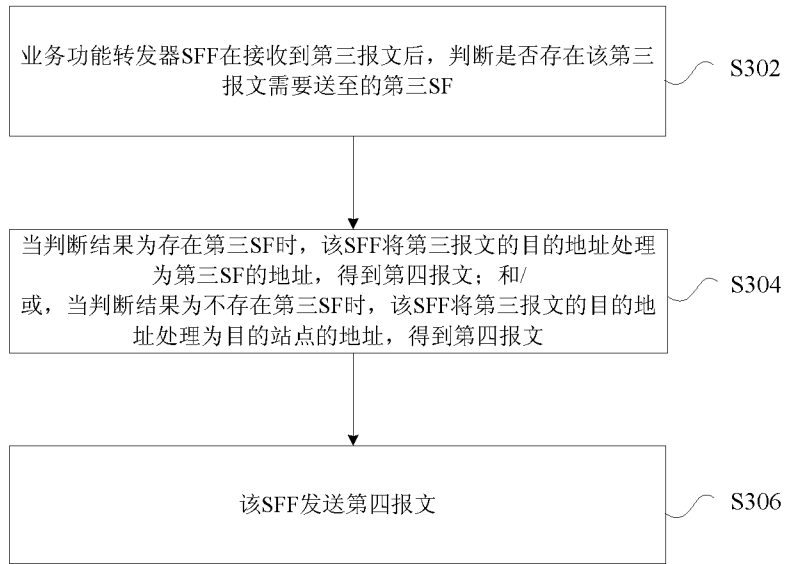 业务功能转发器SFF在接收到第三报文后，判断是否存在该第三
报文需要送至的第三SF
S302
当判断结果为存在第三SF时，该SFF将第三报文的目的地址处理
为第三SF的地址，得到第四报文；和/
或，当判断结果为不存在第三SF时，该SFF将第三报文的目的地
址处理为目的站点的地址，得到第四报文
S304
该SFF发送第四报文
S306